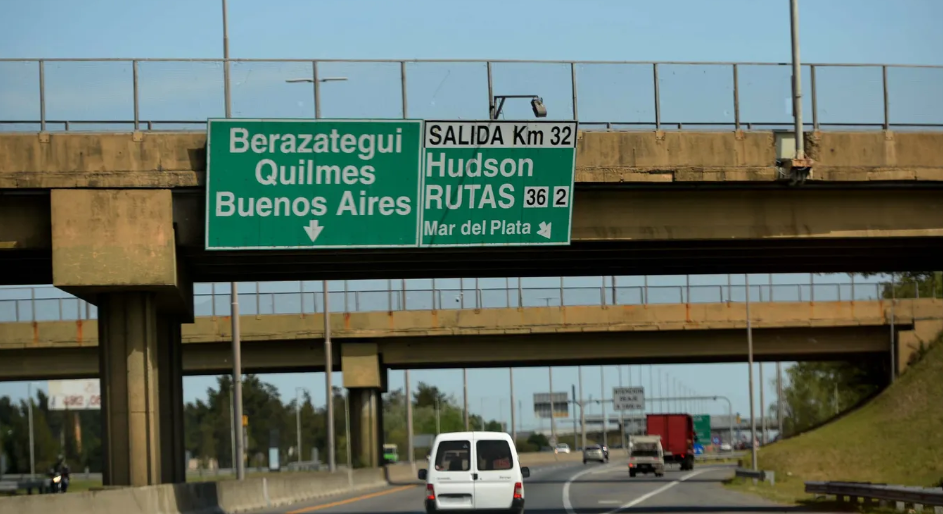 Berazategui
Quilmes
Buenos Aires
SALIDA Km 32
Hudson
RUTAS 36 2
Mar del Plata